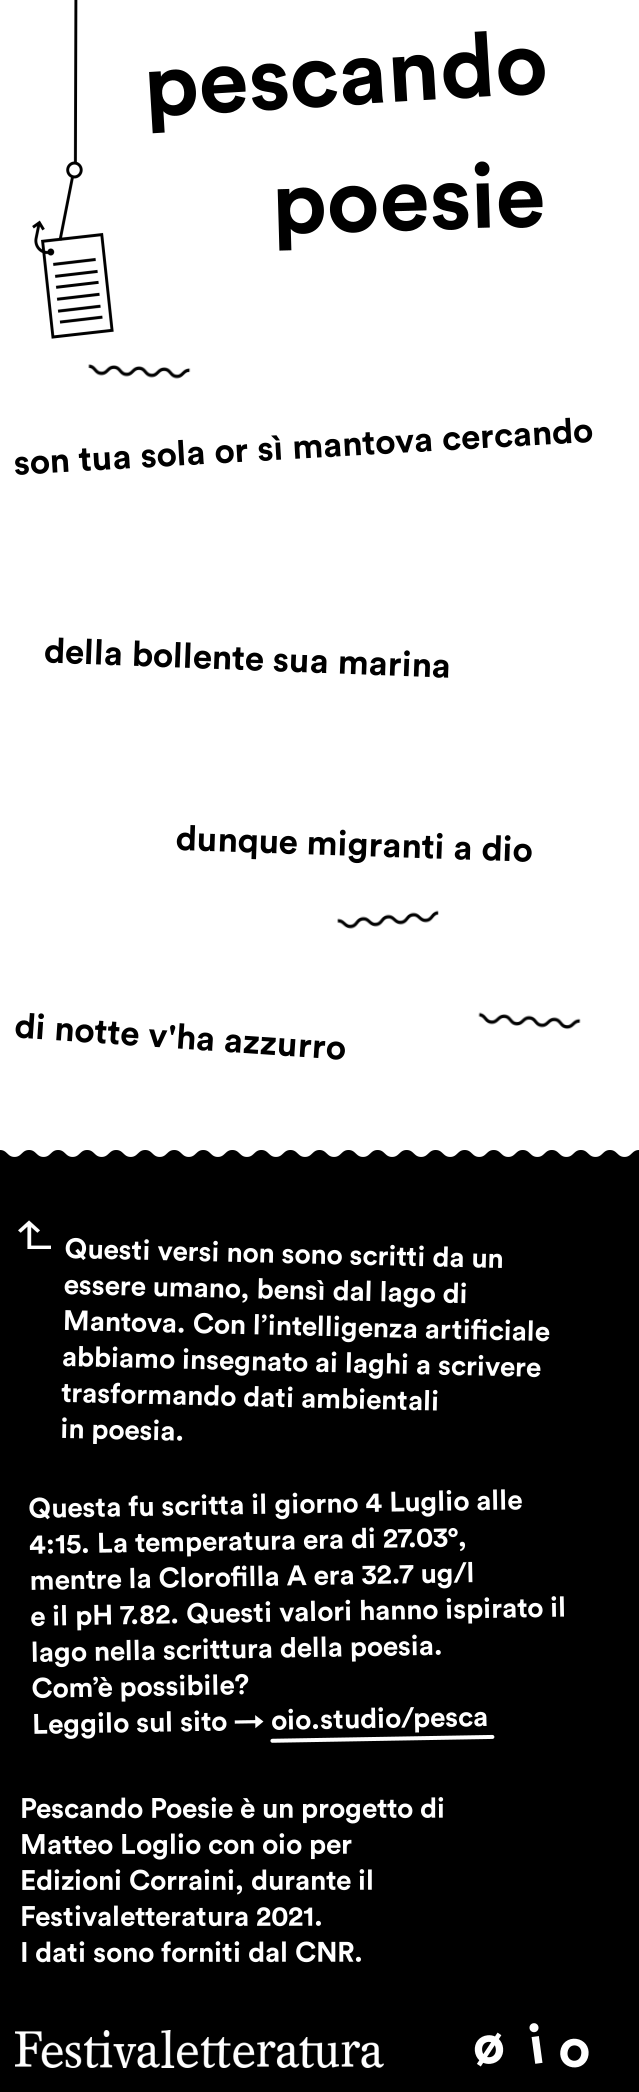 pescando
poesie
son tua sola or sì mantova cercando
della bollente sua marina
dunque migranti a dio
di notte v'ha azzurro
Questi versi non sono scritti da un
essere umano, bensì dal lago di
Mantova. Con l’intelligenza artificiale
abbiamo insegnato ai laghi a scrivere
trasformando dati ambientali
in poesia.
Questa fu scritta il giorno 4 Luglio alle
4:15. La temperatura era di 27.03°,
mentre la Clorofilla A era 32.7 ug/l
e il pH 7.82. Questi valori hanno ispirato il
lago nella scrittura della poesia.
Com’è possibile?
Leggilo sul sito → oio.studio/pesca
Pescando Poesie è un progetto di
Matteo Loglio con oio per
Edizioni Corraini, durante il
Festivaletteratura 2021.
I dati sono forniti dal CNR.
Festivaletteratura
ø i o